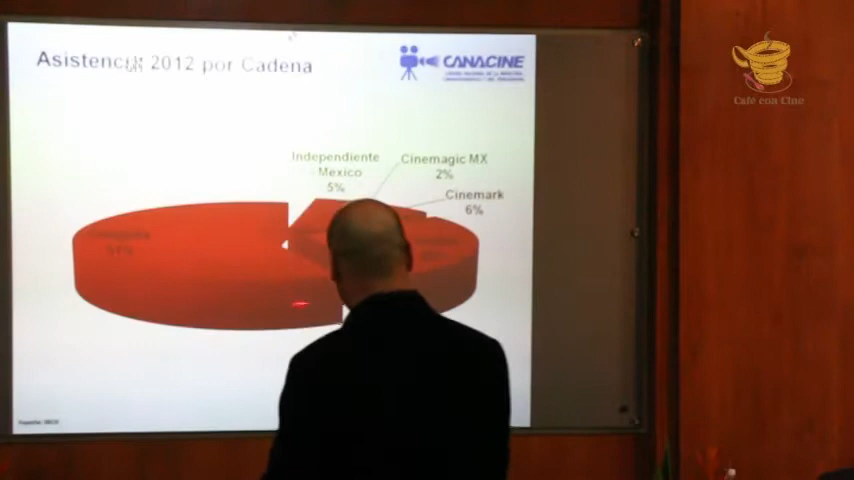 Asistencia 2012 por Cadena
CANACINE
Independiente
Mexico
5%
Cinemagic MX
2%
Cinemark
6%
Café con Cine